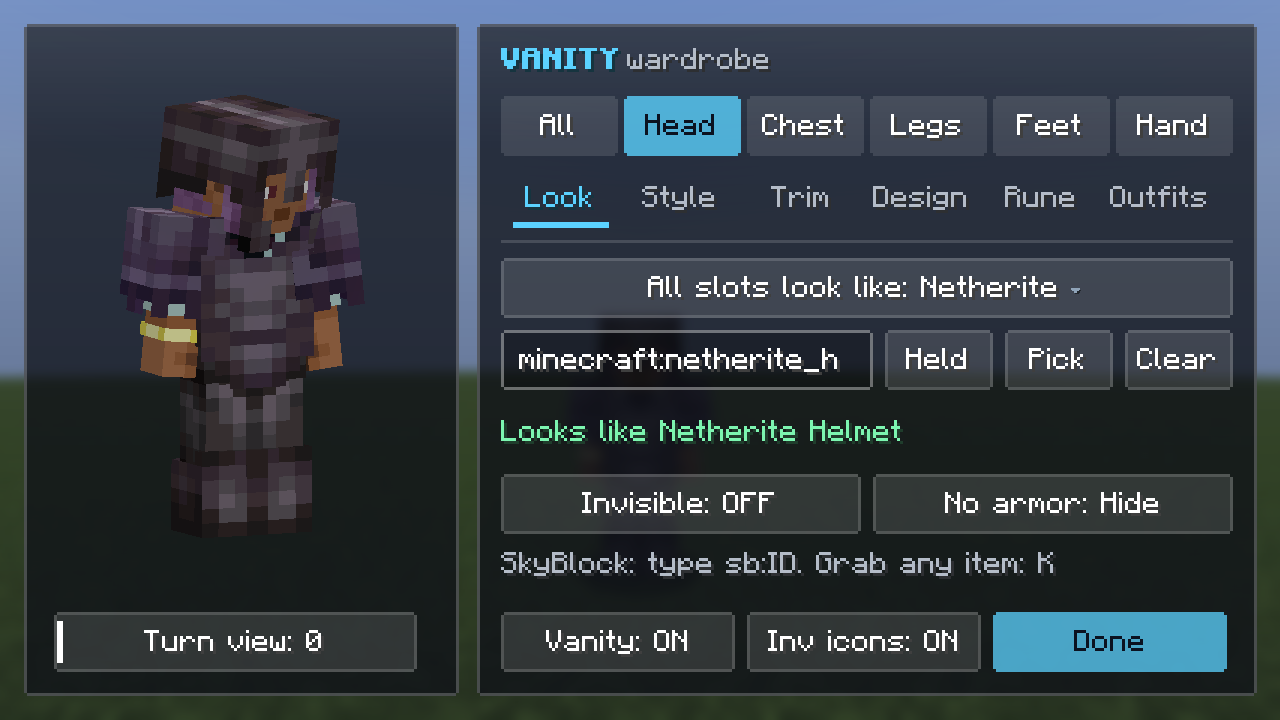 VANITY wardrobe
All Head Chest Legs Feet Hand
Look Style Trim Design Rune Outfits
All slots look like: Netherite
minecraft:netherite_h Held Pick Clear
Looks like Netherite Helmet
Invisible: OFF No armor: Hide
SkyBlock: type sb:ID. Grab any item: K
Turn view: 0 Vanity: ON Inv icons: ON Done